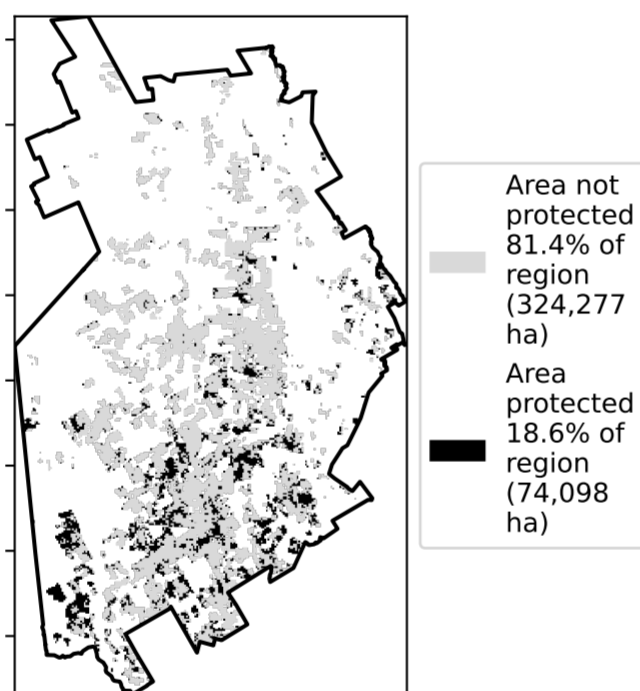 Area not
protected
81.4% of
region
(324,277
ha)
Area
protected
18.6% of
region
(74,098
ha)